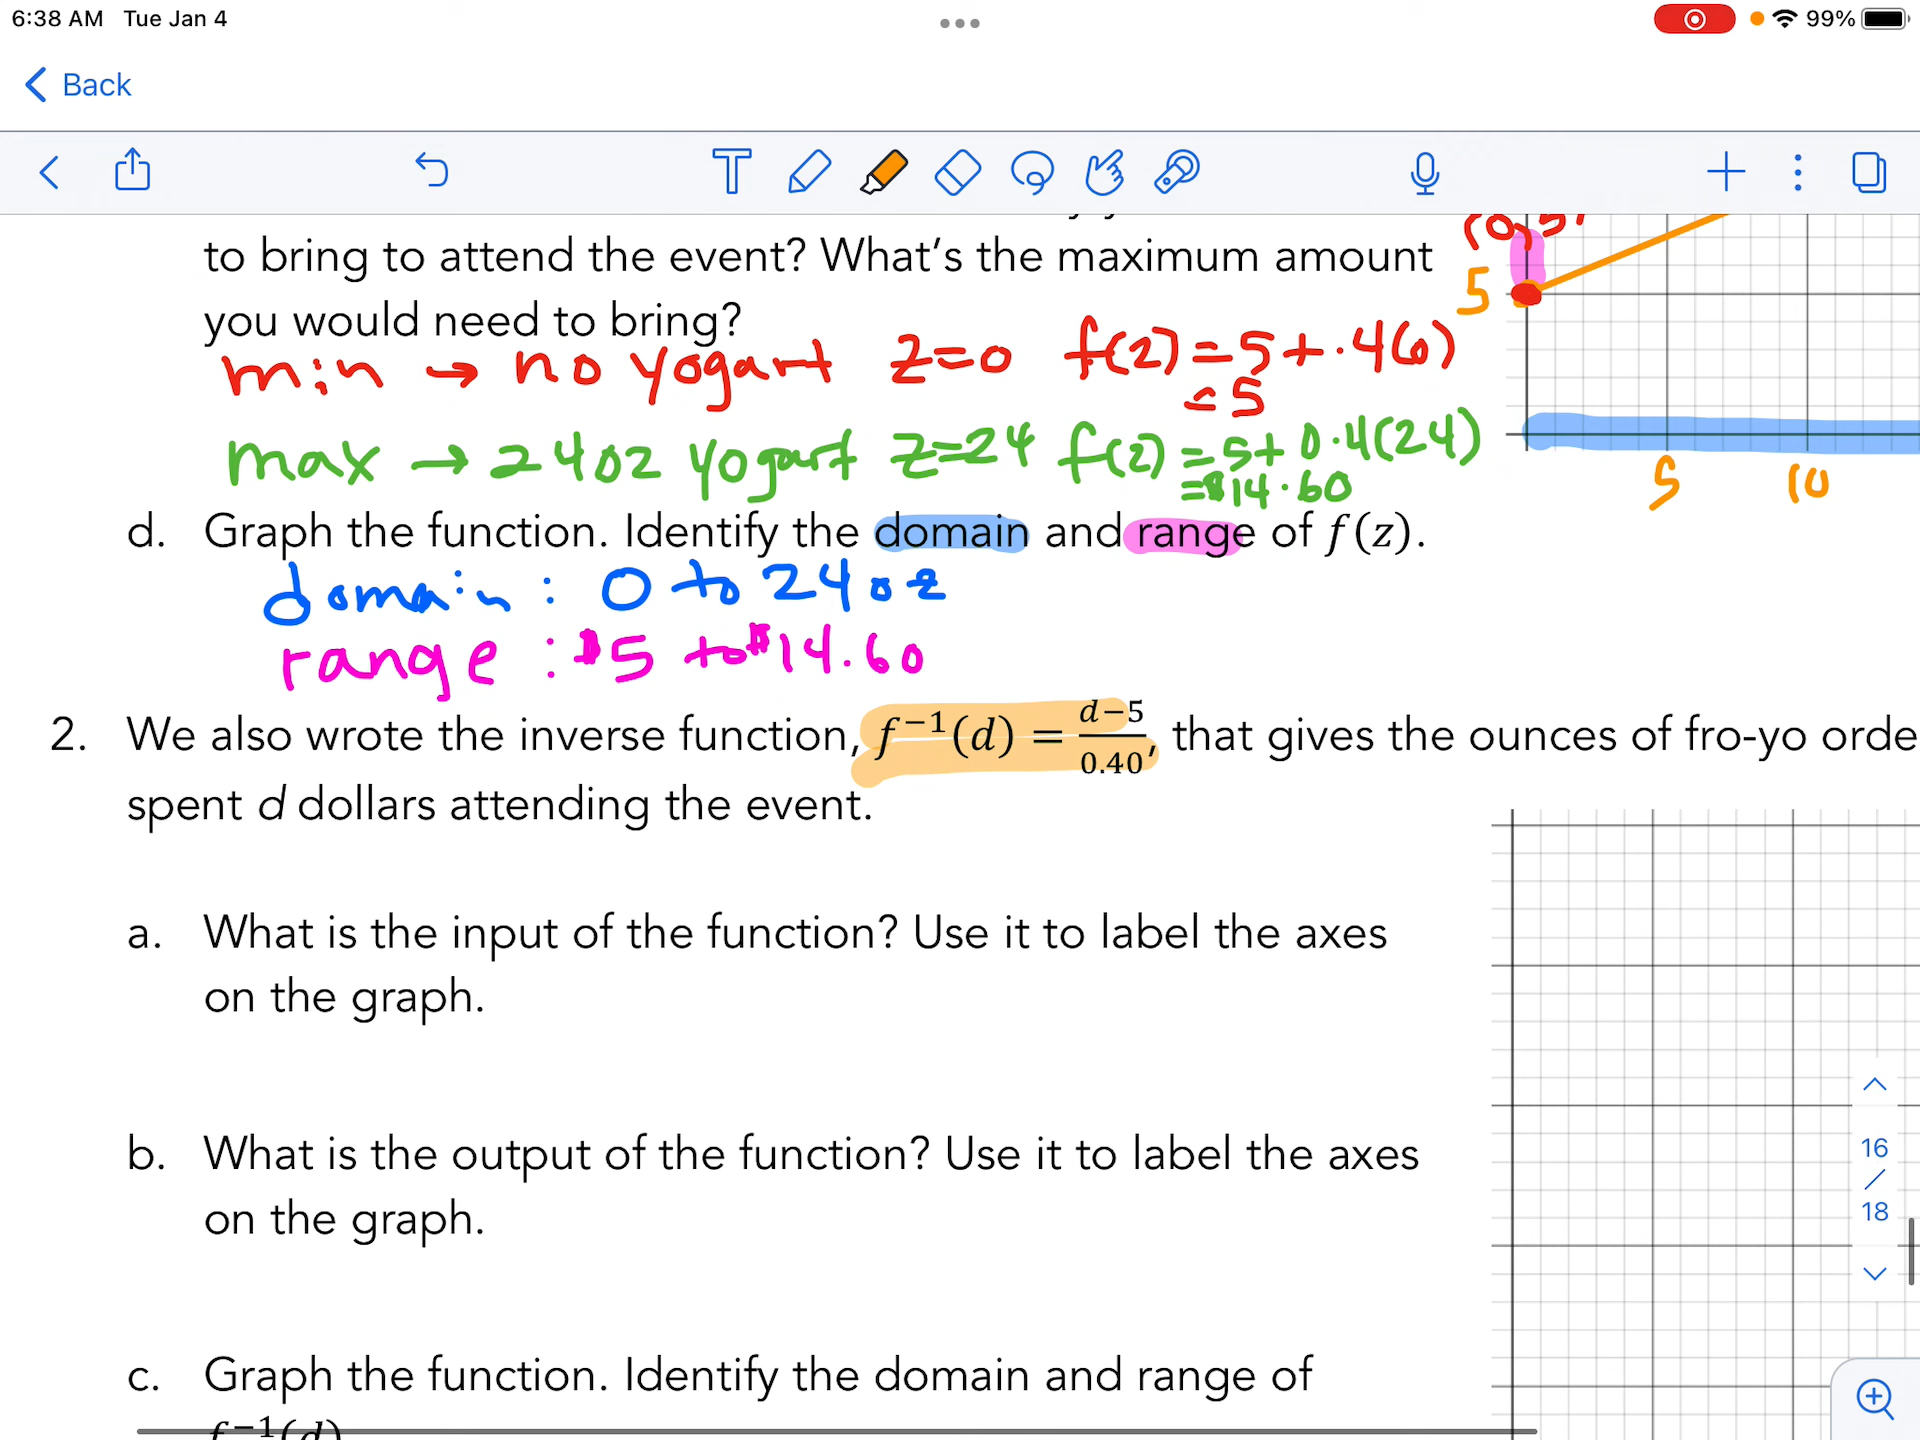 6:38 AM Tue Jan 4
99%
Back
to bring to attend the event? What's the maximum amount
you would need to bring?
min → no yogart z=0 f(z)=5+.4(0)
=5
max → 24oz yogart z=24 f(z)=5+0.4(24)
=$14.60
5
5 10
d. Graph the function. Identify the domain and range of f(z).
domain: 0 to 24oz
range: $5 to $14.60
2. We also wrote the inverse function, f⁻¹(d) = (d−5)/0.40, that gives the ounces of fro-yo orde
spent d dollars attending the event.
a. What is the input of the function? Use it to label the axes
on the graph.
b. What is the output of the function? Use it to label the axes
on the graph.
16
/
18
c. Graph the function. Identify the domain and range of
f⁻¹(d)